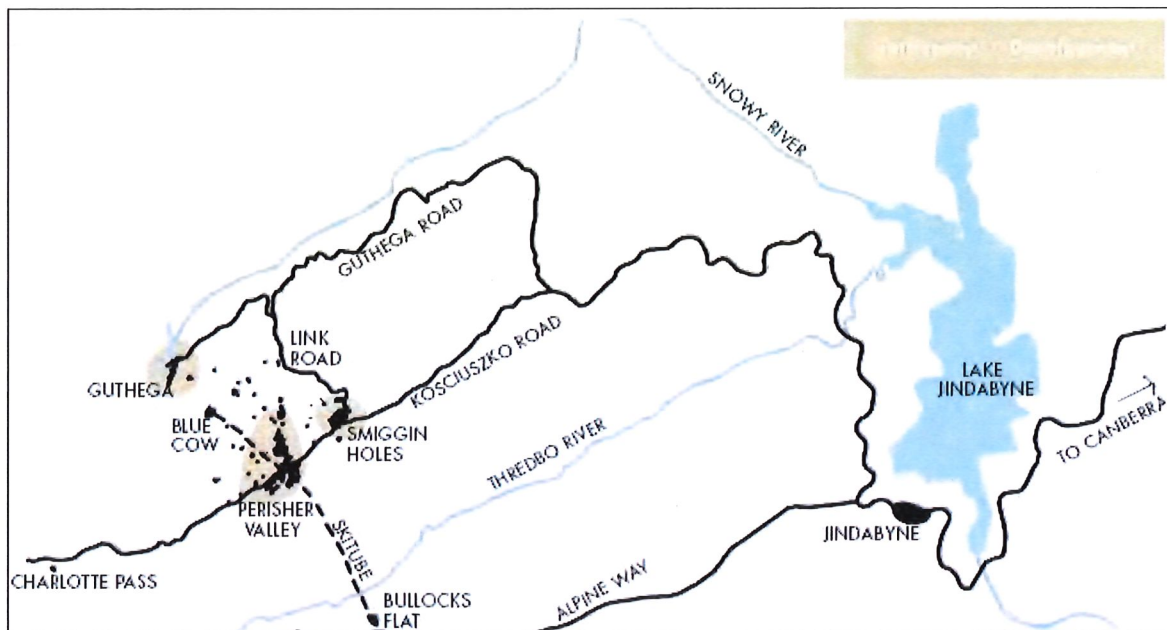 SNOWY RIVER
GUTHEGA ROAD
LINK
ROAD
KOSCIUSZKO ROAD
GUTHEGA
BLUE
COW
SMIGGIN
HOLES
LAKE
JINDABYNE
TO CANBERRA
THREDBO RIVER
PERISHER
VALLEY
SKITUBE
JINDABYNE
CHARLOTTE PASS
ALPINE WAY
BULLOCKS
FLAT